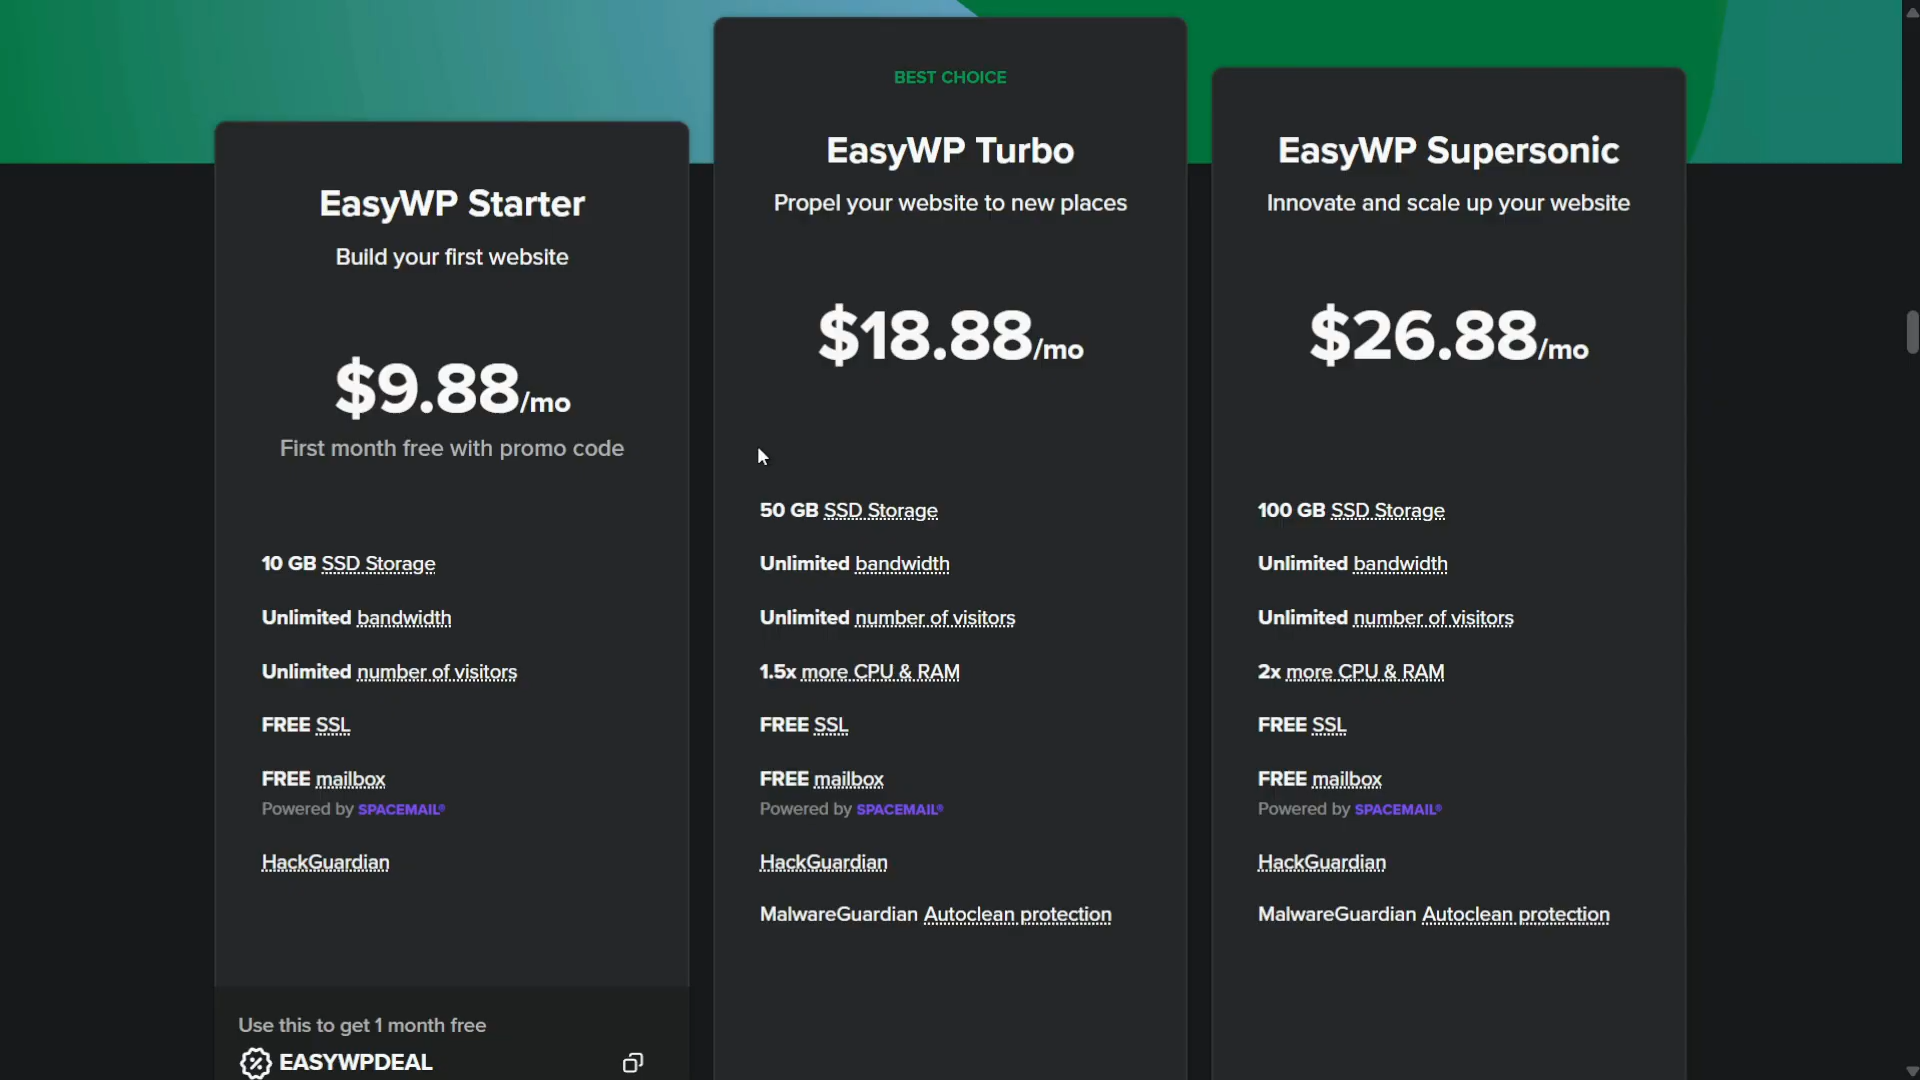 EasyWP Starter
Build your first website
$9.88/mo
First month free with promo code
10 GB SSD Storage
Unlimited bandwidth
Unlimited number of visitors
FREE SSL
FREE mailbox
Powered by SPACEMAIL®
HackGuardian
Use this to get 1 month free
EASYWPDEAL
BEST CHOICE
EasyWP Turbo
Propel your website to new places
$18.88/mo
50 GB SSD Storage
Unlimited bandwidth
Unlimited number of visitors
1.5x more CPU & RAM
FREE SSL
FREE mailbox
Powered by SPACEMAIL®
HackGuardian
MalwareGuardian Autoclean protection
EasyWP Supersonic
Innovate and scale up your website
$26.88/mo
100 GB SSD Storage
Unlimited bandwidth
Unlimited number of visitors
2x more CPU & RAM
FREE SSL
FREE mailbox
Powered by SPACEMAIL®
HackGuardian
MalwareGuardian Autoclean protection